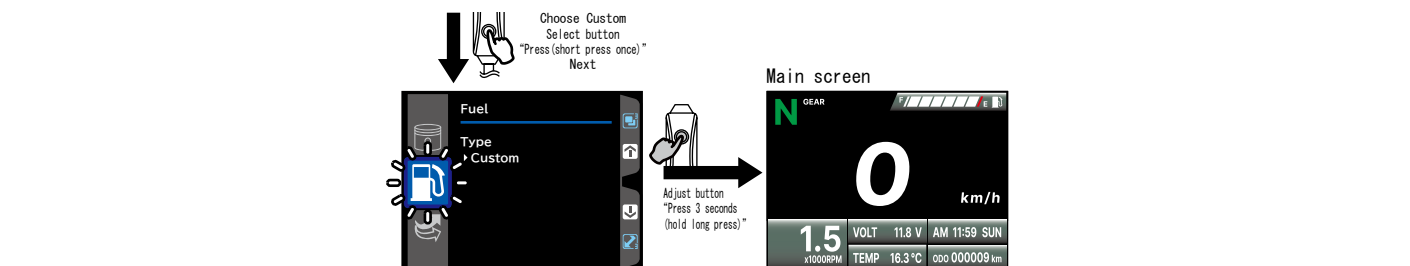 Choose Custom
Select button
“Press(short press once)”
Next
Fuel
Type
Custom
Adjust button
“Press 3 seconds
(hold long press)”
Main screen
N GEAR
F E
0
km/h
1.5
x1000RPM
VOLT 11.8 V
AM 11:59 SUN
TEMP 16.3℃
ODO 000009 km